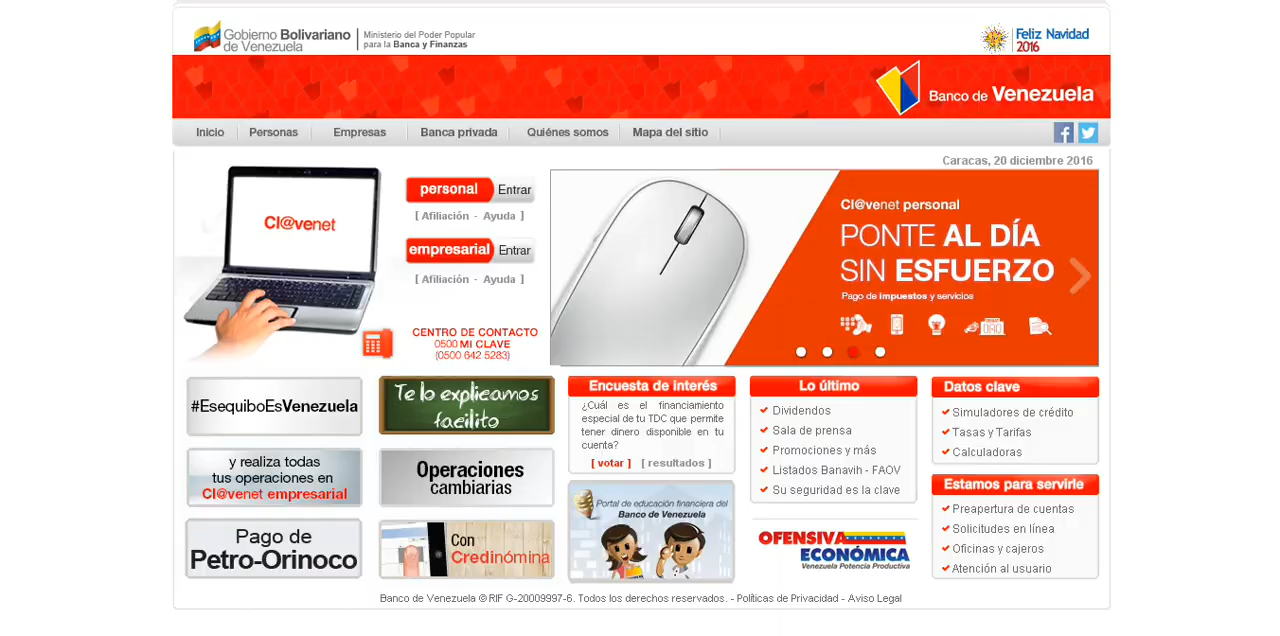 Gobierno Bolivariano
de Venezuela
Ministerio del Poder Popular
para la Banca y Finanzas
Feliz Navidad
2016
Banco de Venezuela
Inicio
Personas
Empresas
Banca privada
Quiénes somos
Mapa del sitio
Caracas, 20 diciembre 2016
Cl@venet
personal Entrar
[ Afiliación - Ayuda ]
empresarial Entrar
[ Afiliación - Ayuda ]
CENTRO DE CONTACTO
0500 MI CLAVE
(0500 642 5283)
Cl@venet personal
PONTE AL DÍA
SIN ESFUERZO
Pago de impuestos y servicios
#EsequiboEsVenezuela
y realiza todas
tus operaciones en
Cl@venet empresarial
Pago de
Petro-Orinoco
Te lo explicamos
facilito
Operaciones
cambiarias
Con
Credinómina
Encuesta de interés
¿Cuál es el financiamiento
especial de tu TDC que permite
tener dinero disponible en tu
cuenta?
[ votar ] [ resultados ]
Portal de educación financiera del
Banco de Venezuela
Lo último
Dividendos
Sala de prensa
Promociones y más
Listados Banavih - FAOV
Su seguridad es la clave
OFENSIVA
ECONÓMICA
Venezuela Potencia Productiva
Datos clave
Simuladores de crédito
Tasas y Tarifas
Calculadoras
Estamos para servirle
Preapertura de cuentas
Solicitudes en línea
Oficinas y cajeros
Atención al usuario
Banco de Venezuela © RIF G-20009997-6. Todos los derechos reservados. - Políticas de Privacidad - Aviso Legal